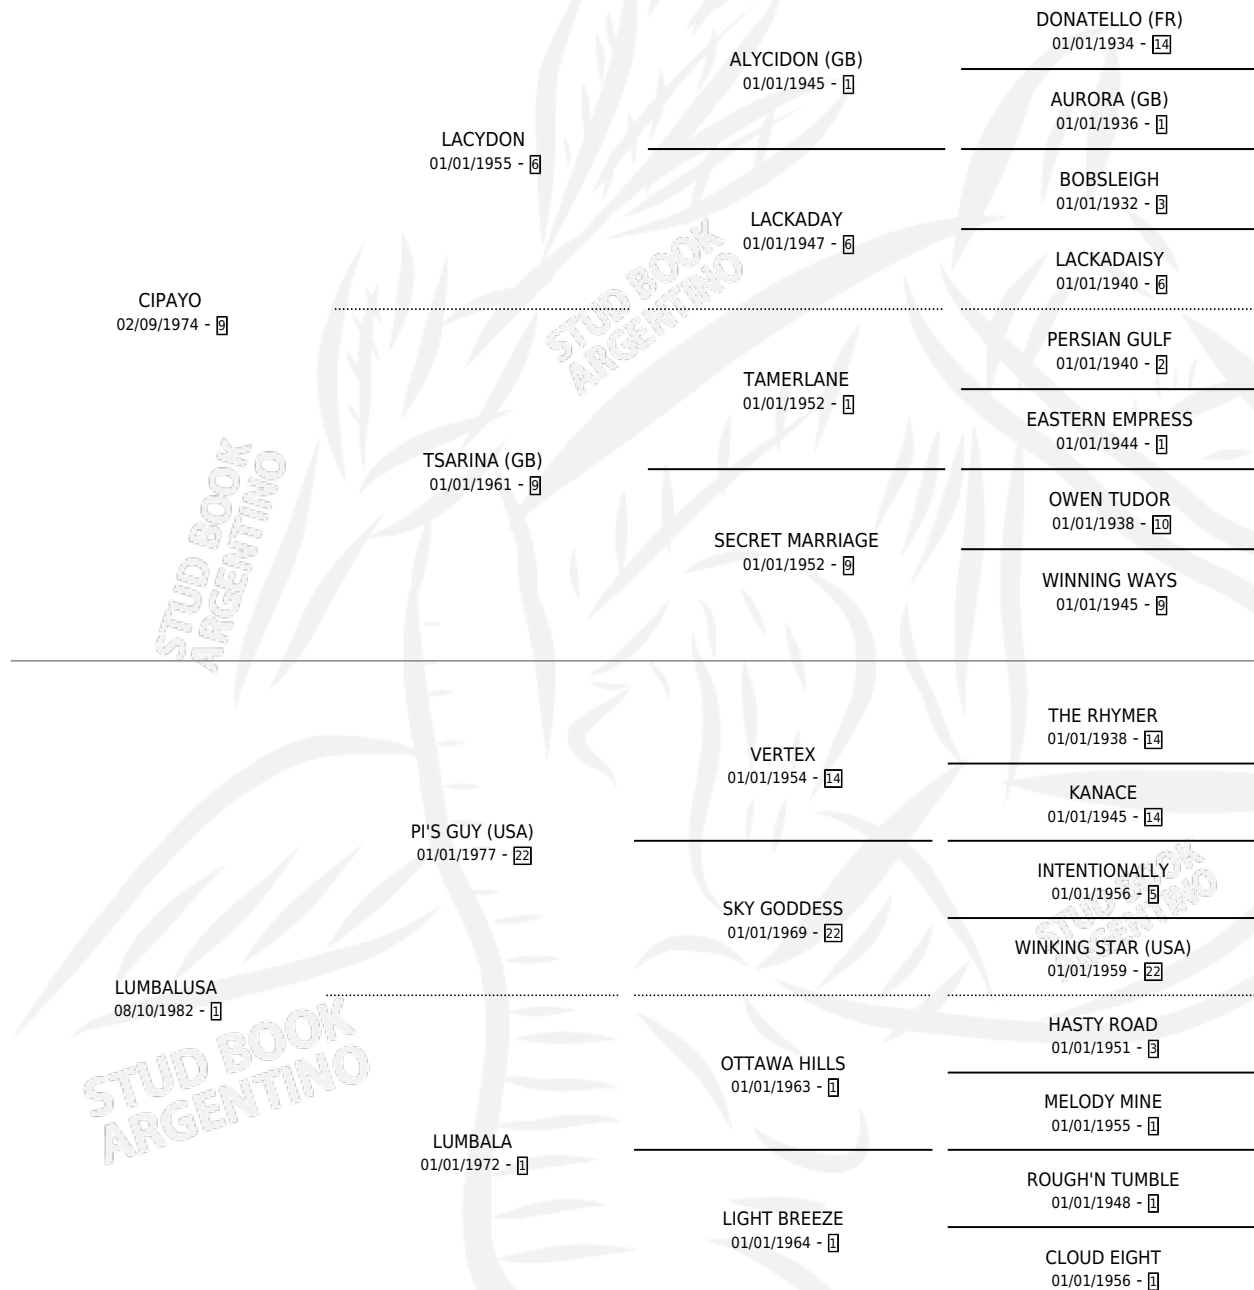 DONATELLO (FR)
01/01/1934 - 14
ALYCIDON (GB)
01/01/1945 - 1
AURORA (GB)
01/01/1936 - 1
LACYDON
01/01/1955 - 6
BOBSLEIGH
01/01/1932 - 3
LACKADAY
01/01/1947 - 6
LACKADAISY
01/01/1940 - 6
CIPAYO
02/09/1974 - 9
STUD BOOK
ARGENTINO
PERSIAN GULF
01/01/1940 - 2
TAMERLANE
01/01/1952 - 1
EASTERN EMPRESS
01/01/1944 - 1
TSARINA (GB)
01/01/1961 - 9
OWEN TUDOR
01/01/1938 - 10
SECRET MARRIAGE
01/01/1952 - 9
WINNING WAYS
01/01/1945 - 9
STUD BOOK
ARGENTINO
THE RHYMER
01/01/1938 - 14
VERTEX
01/01/1954 - 14
KANACE
01/01/1945 - 14
PI'S GUY (USA)
01/01/1977 - 22
INTENTIONALLY
01/01/1956 - 5
SKY GODDESS
01/01/1969 - 22
WINKING STAR (USA)
01/01/1959 - 22
STUD BOOK
ARGENTINO
LUMBALUSA
08/10/1982 - 1
HASTY ROAD
01/01/1951 - 3
OTTAWA HILLS
01/01/1963 - 1
MELODY MINE
01/01/1955 - 1
STUD BOOK
ARGENTINO
LUMBALA
01/01/1972 - 1
ROUGH'N TUMBLE
01/01/1948 - 1
LIGHT BREEZE
01/01/1964 - 1
CLOUD EIGHT
01/01/1956 - 1